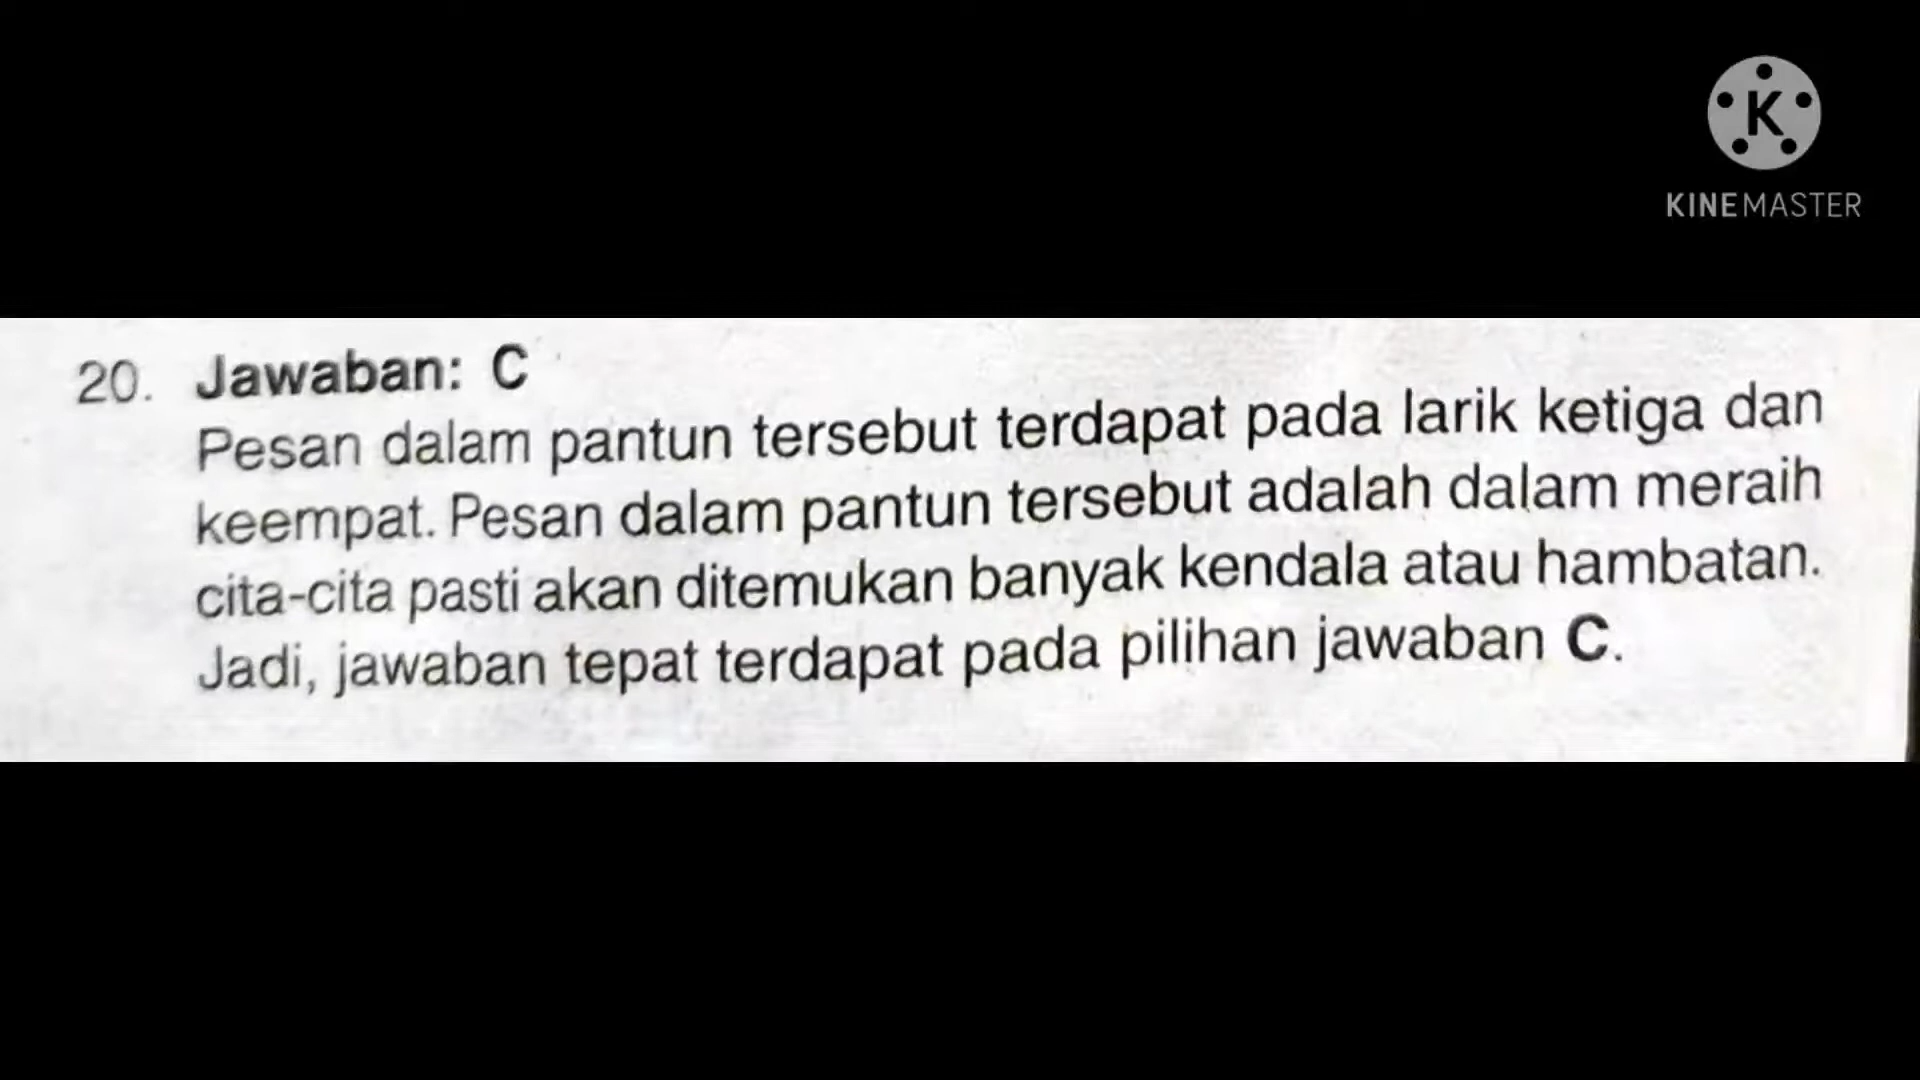 K
KINEMASTER
20. Jawaban: C
Pesan dalam pantun tersebut terdapat pada larik ketiga dan
keempat. Pesan dalam pantun tersebut adalah dalam meraih
cita-cita pasti akan ditemukan banyak kendala atau hambatan.
Jadi, jawaban tepat terdapat pada pilihan jawaban C.